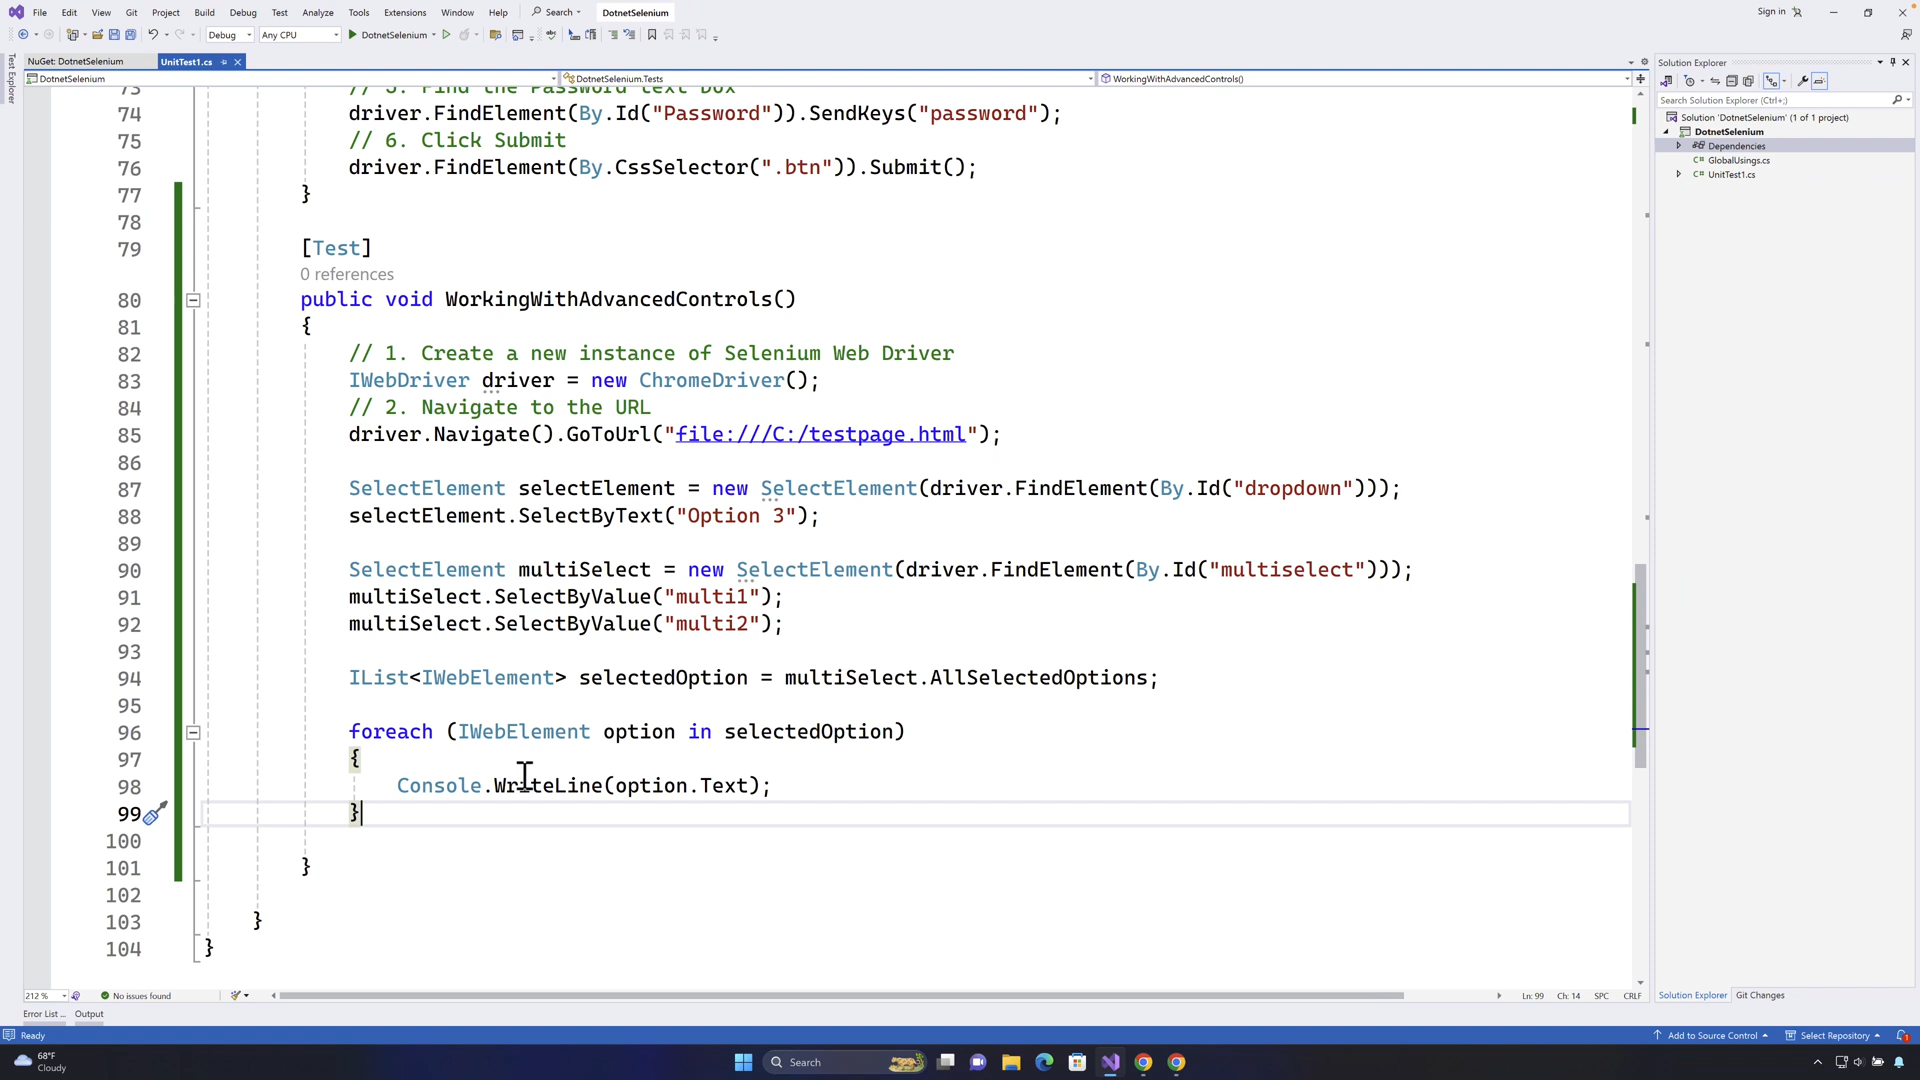 File Edit View Git Project Build Debug Test Analyze Tools Extensions Window Help Search DotnetSelenium Sign in
Debug Any CPU DotnetSelenium
NuGet: DotnetSelenium UnitTest1.cs
DotnetSelenium DotnetSelenium.Tests WorkingWithAdvancedControls()
Test Explorer
73 // 5. Find the Password text box
74 driver.FindElement(By.Id("Password")).SendKeys("password");
75 // 6. Click Submit
76 driver.FindElement(By.CssSelector(".btn")).Submit();
77 }
78
79 [Test]
0 references
80 public void WorkingWithAdvancedControls()
81 {
82 // 1. Create a new instance of Selenium Web Driver
83 IWebDriver driver = new ChromeDriver();
84 // 2. Navigate to the URL
85 driver.Navigate().GoToUrl("file:///C:/testpage.html");
86
87 SelectElement selectElement = new SelectElement(driver.FindElement(By.Id("dropdown")));
88 selectElement.SelectByText("Option 3");
89
90 SelectElement multiSelect = new SelectElement(driver.FindElement(By.Id("multiselect")));
91 multiSelect.SelectByValue("multi1");
92 multiSelect.SelectByValue("multi2");
93
94 IList<IWebElement> selectedOption = multiSelect.AllSelectedOptions;
95
96 foreach (IWebElement option in selectedOption)
97 {
98 Console.WriteLine(option.Text);
99 }
100
101 }
102
103 }
104 }
212 % No issues found Ln: 99 Ch: 14 SPC CRLF
Error List ... Output
Solution Explorer
Search Solution Explorer (Ctrl+;)
Solution 'DotnetSelenium' (1 of 1 project)
DotnetSelenium
Dependencies
C# GlobalUsings.cs
C# UnitTest1.cs
Solution Explorer Git Changes
Ready Add to Source Control Select Repository 1
68°F
Cloudy
Search